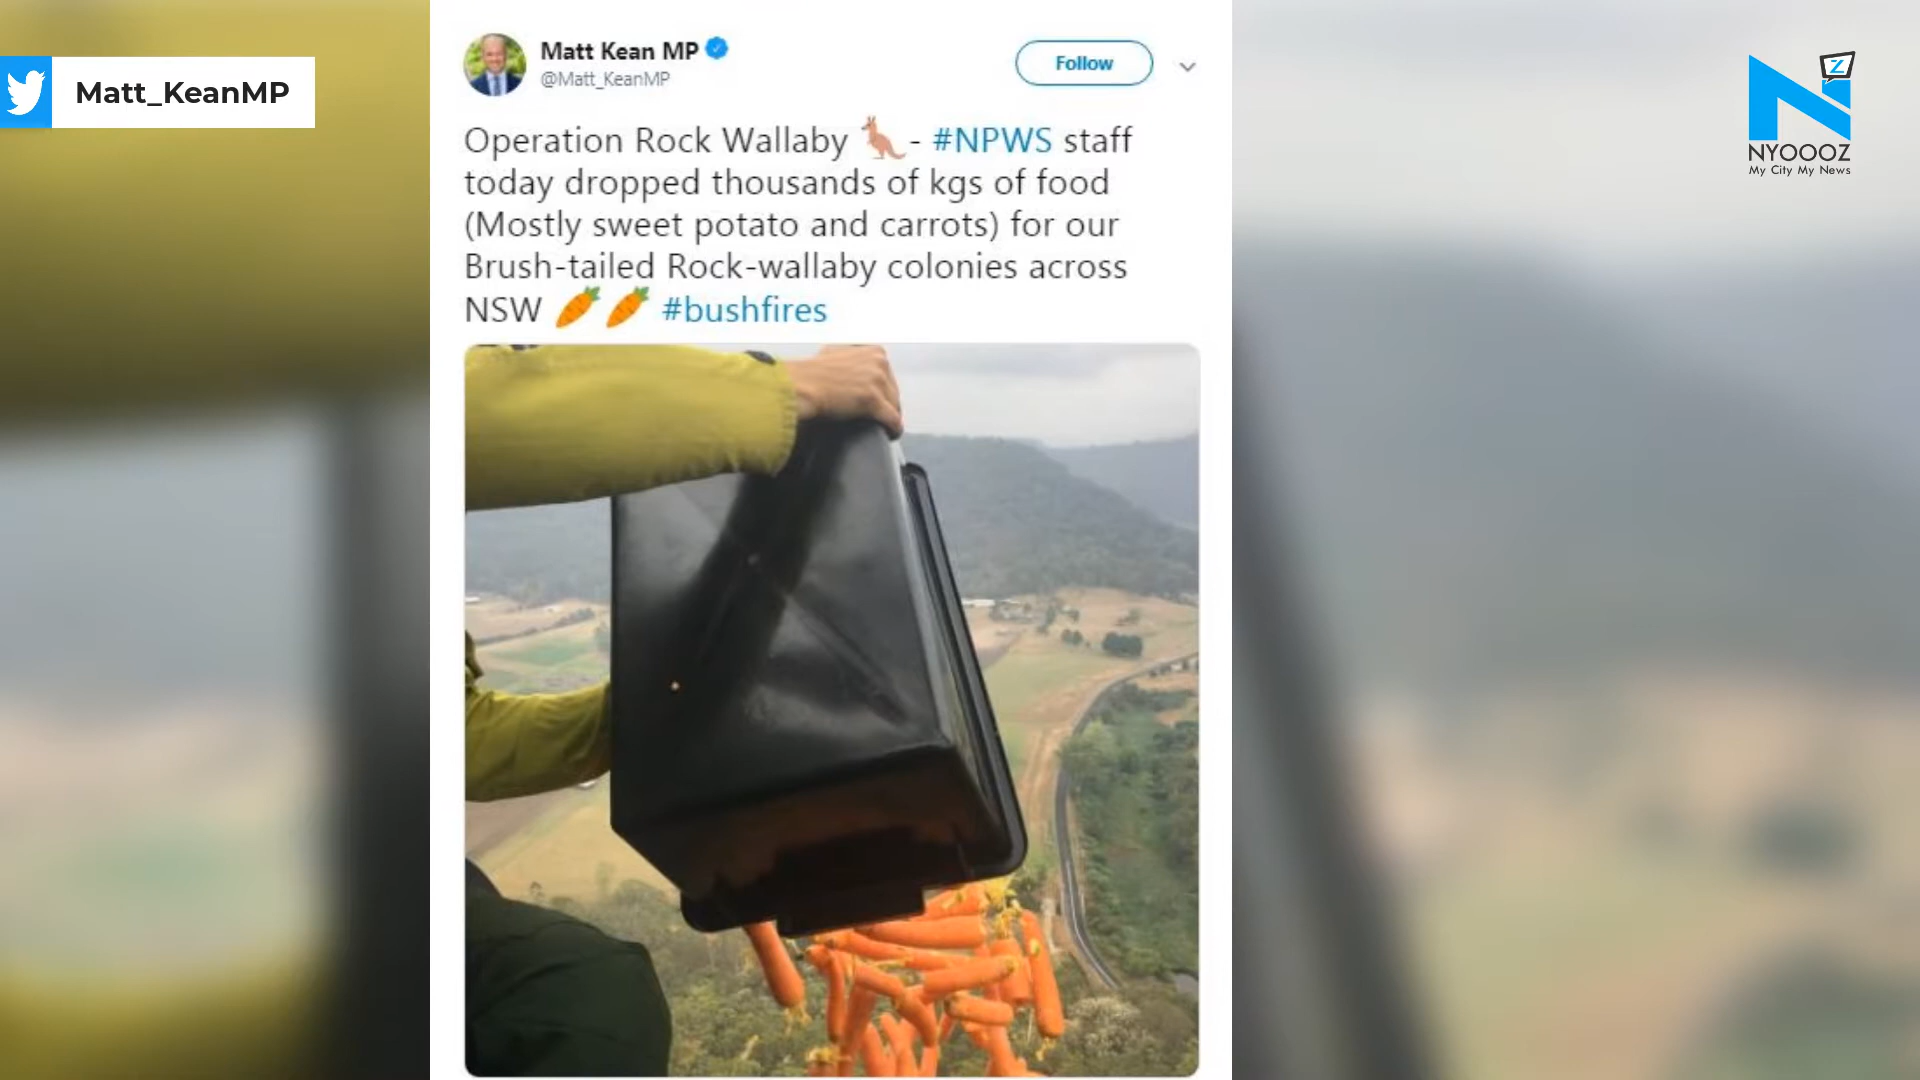 Matt_KeanMP
Matt Kean MP
@Matt_KeanMP
Follow
Operation Rock Wallaby 🦘- #NPWS staff
today dropped thousands of kgs of food
(Mostly sweet potato and carrots) for our
Brush-tailed Rock-wallaby colonies across
NSW 🥕🥕 #bushfires
Z
NYOOOZ
My City My News